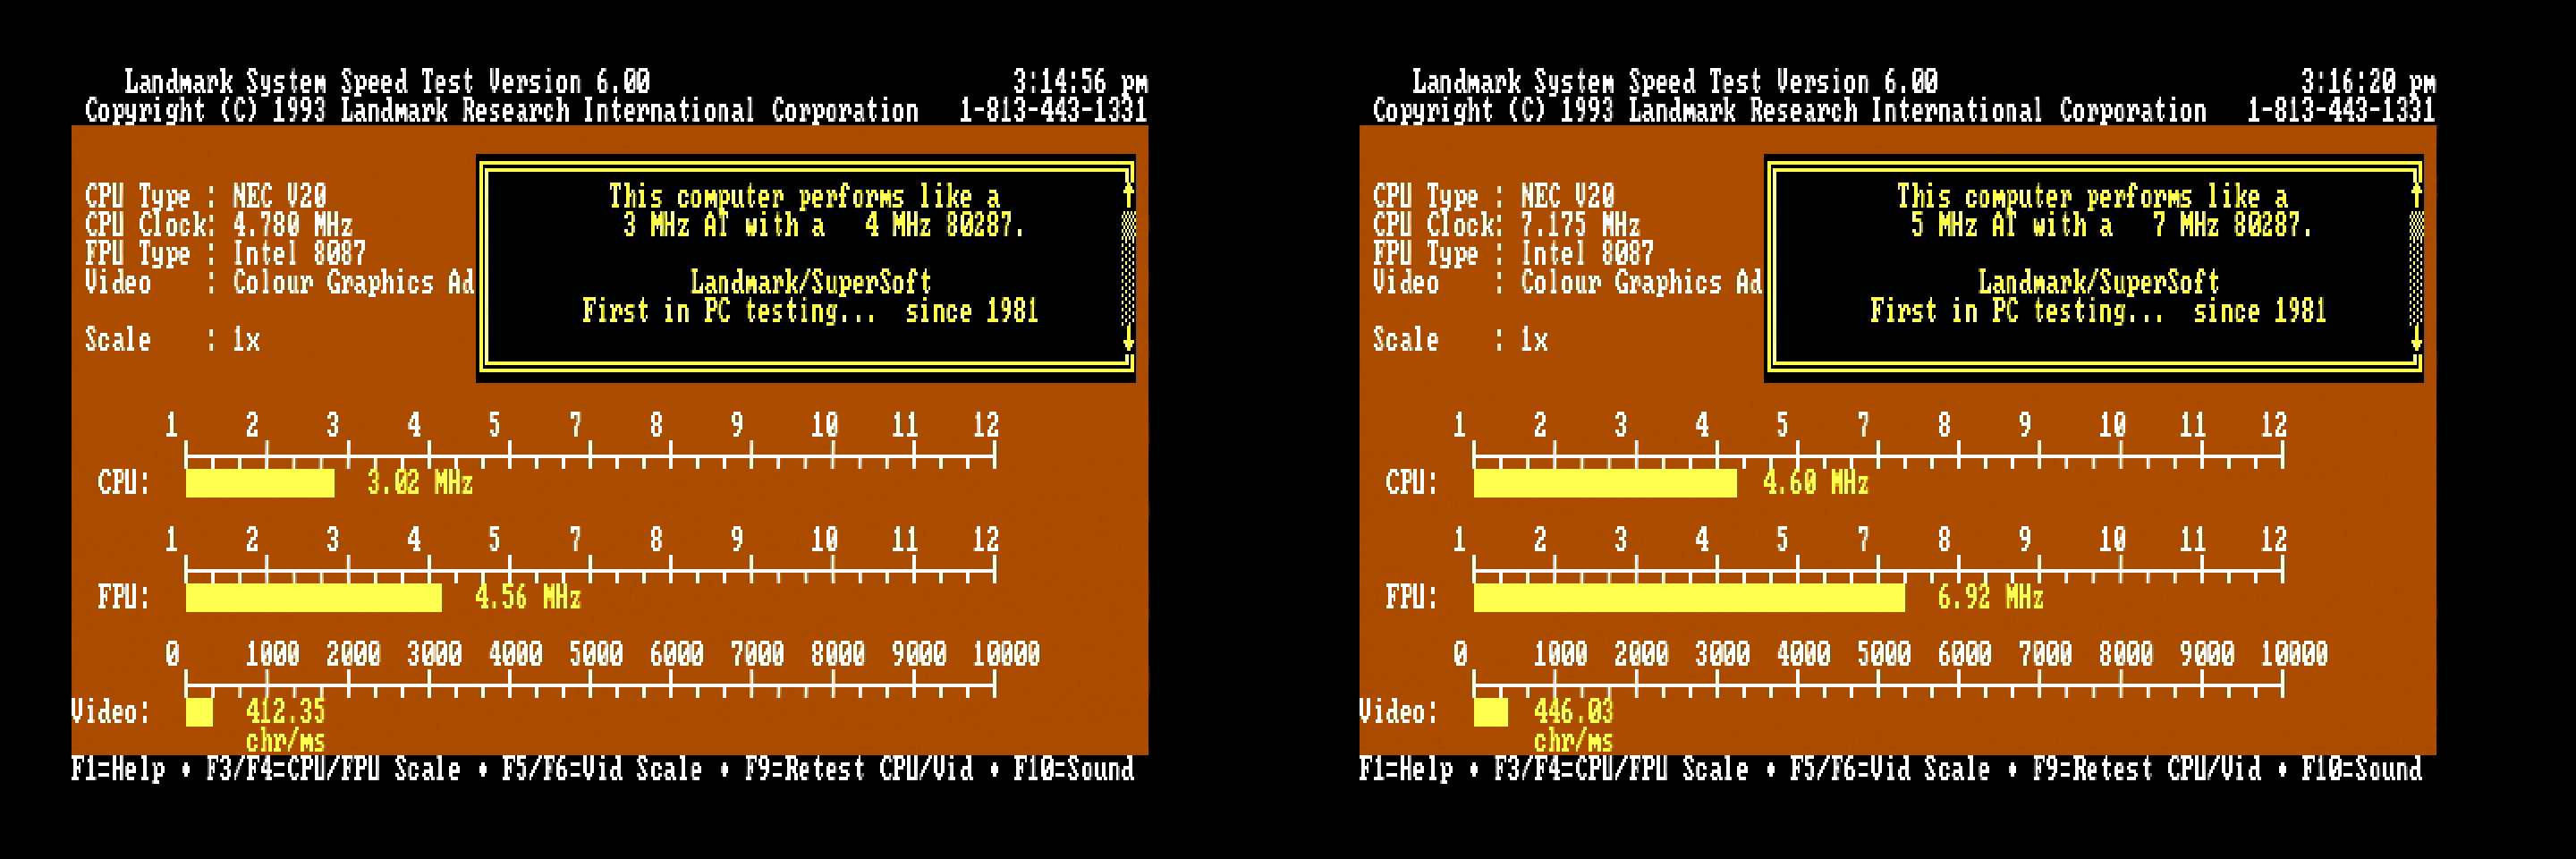 Landmark System Speed Test Version 6.00 3:14:56 pm
Copyright (C) 1993 Landmark Research International Corporation 1-813-443-1331
CPU Type : NEC V20
CPU Clock: 4.780 MHz
FPU Type : Intel 8087
Video : Colour Graphics Ad
Scale : 1x
This computer performs like a
3 MHz AT with a 4 MHz 80287.
Landmark/SuperSoft
First in PC testing... since 1981
1 2 3 4 5 7 8 9 10 11 12
CPU: 3.02 MHz
1 2 3 4 5 7 8 9 10 11 12
FPU: 4.56 MHz
0 1000 2000 3000 4000 5000 6000 7000 8000 9000 10000
Video: 412.35
chr/ms
F1=Help • F3/F4=CPU/FPU Scale • F5/F6=Vid Scale • F9=Retest CPU/Vid • F10=Sound
Landmark System Speed Test Version 6.00 3:16:20 pm
Copyright (C) 1993 Landmark Research International Corporation 1-813-443-1331
CPU Type : NEC V20
CPU Clock: 7.175 MHz
FPU Type : Intel 8087
Video : Colour Graphics Ad
Scale : 1x
This computer performs like a
5 MHz AT with a 7 MHz 80287.
Landmark/SuperSoft
First in PC testing... since 1981
1 2 3 4 5 7 8 9 10 11 12
CPU: 4.60 MHz
1 2 3 4 5 7 8 9 10 11 12
FPU: 6.92 MHz
0 1000 2000 3000 4000 5000 6000 7000 8000 9000 10000
Video: 446.03
chr/ms
F1=Help • F3/F4=CPU/FPU Scale • F5/F6=Vid Scale • F9=Retest CPU/Vid • F10=Sound